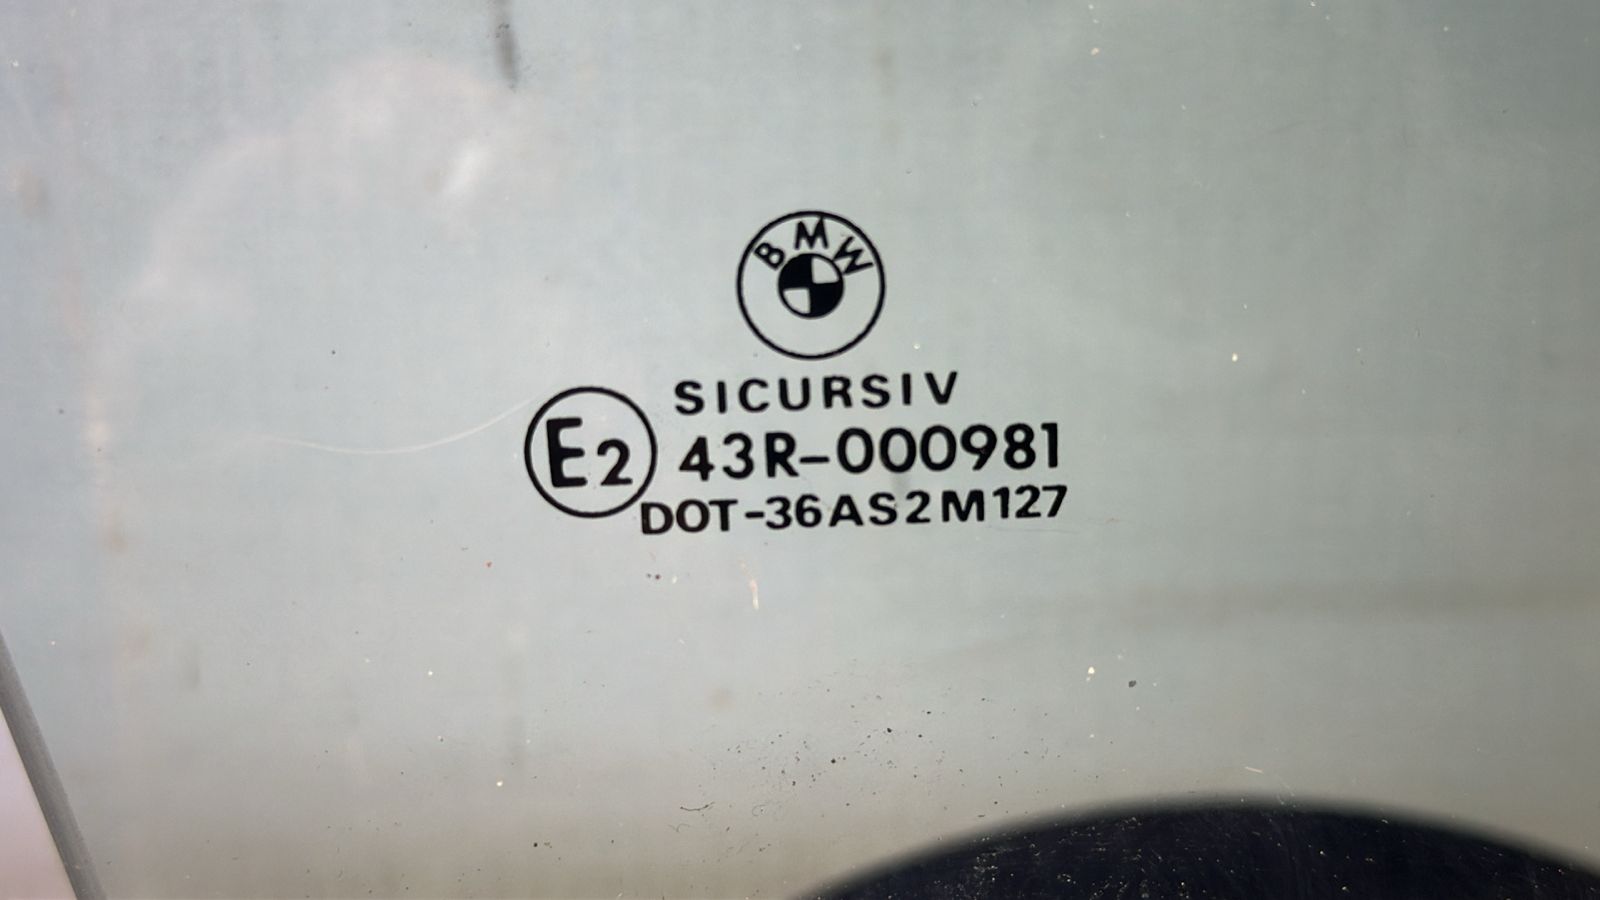 BMW
SICURSIV
E2 43R-000981
DOT-36AS2M127